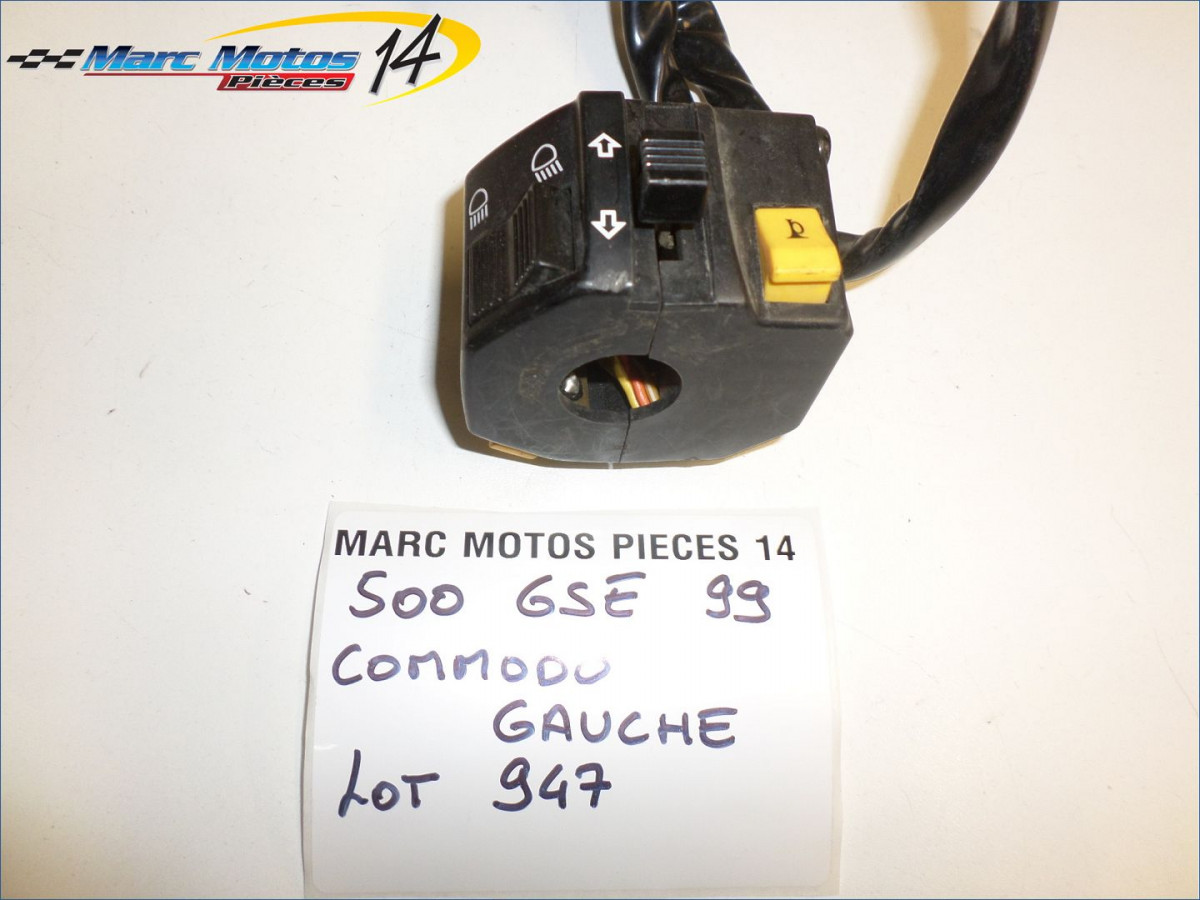 Marc Motos 14
Pièces
MARC MOTOS PIECES 14
500 GSE 99
COMMODO
GAUCHE
LOT 947